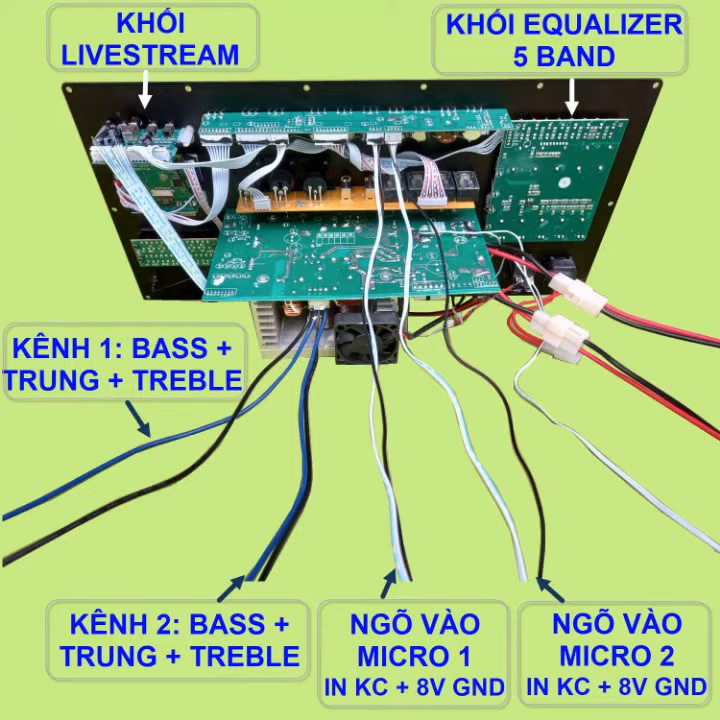 KHỐI
LIVESTREAM
KHỐI EQUALIZER
5 BAND
KÊNH 1: BASS +
TRUNG + TREBLE
KÊNH 2: BASS +
TRUNG + TREBLE
NGÕ VÀO
MICRO 1
IN KC + 8V GND
NGÕ VÀO
MICRO 2
IN KC + 8V GND